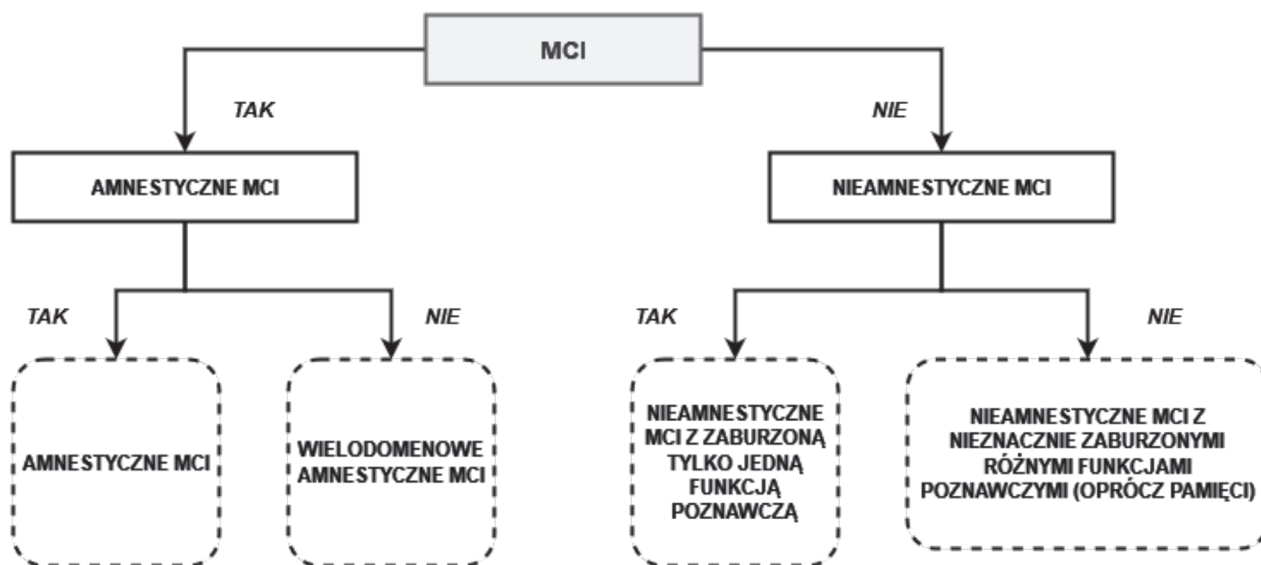 MCI
TAK
NIE
AMNESTYCZNE MCI
NIEAMNESTYCZNE MCI
TAK
NIE
TAK
NIE
AMNESTYCZNE MCI
WIELODOMENOWE
AMNESTYCZNE MCI
NIEAMNESTYCZNE
MCI Z ZABURZONĄ
TYLKO JEDNĄ
FUNKCJĄ
POZNAWCZĄ
NIEAMNESTYCZNE MCI Z
NIEZNACZNIE ZABURZONYMI
RÓŻNYMI FUNKCJAMI
POZNAWCZYMI (OPRÓCZ PAMIĘCI)